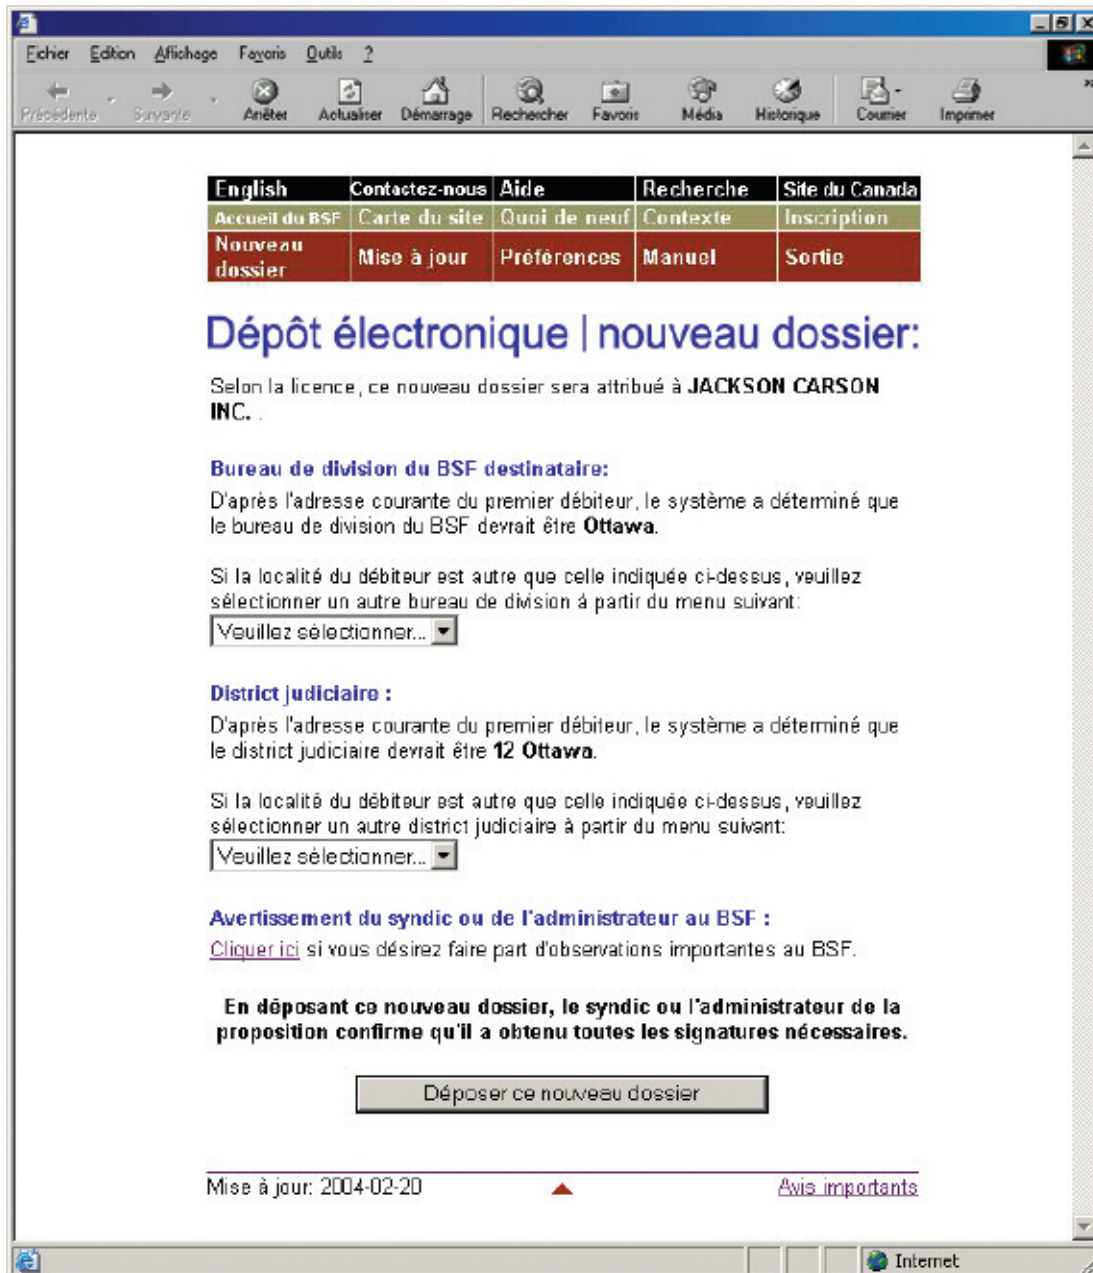 Fichier Edition Affichage Favoris Outils ?
Précédente Suivante Arrêter Actualiser Démarrage Rechercher Favoris Média Historique Courrier Imprimer
English Contactez-nous Aide Recherche Site du Canada
Accueil du BSF Carte du site Quoi de neuf Contexte Inscription
Nouveau dossier Mise à jour Préférences Manuel Sortie
Dépôt électronique | nouveau dossier:
Selon la licence, ce nouveau dossier sera attribué à JACKSON CARSON
INC. .
Bureau de division du BSF destinataire:
D'après l'adresse courante du premier débiteur, le système a déterminé que
le bureau de division du BSF devrait être Ottawa.
Si la localité du débiteur est autre que celle indiquée ci-dessus, veuillez
sélectionner un autre bureau de division à partir du menu suivant:
Veuillez sélectionner...
District judiciaire :
D'après l'adresse courante du premier débiteur, le système a déterminé que
le district judiciaire devrait être 12 Ottawa.
Si la localité du débiteur est autre que celle indiquée ci-dessus, veuillez
sélectionner un autre district judiciaire à partir du menu suivant:
Veuillez sélectionner...
Avertissement du syndic ou de l'administrateur au BSF :
Cliquer ici si vous désirez faire part d'observations importantes au BSF.
En déposant ce nouveau dossier, le syndic ou l'administrateur de la
proposition confirme qu'il a obtenu toutes les signatures nécessaires.
Déposer ce nouveau dossier
Mise à jour: 2004-02-20 Avis importants
Internet